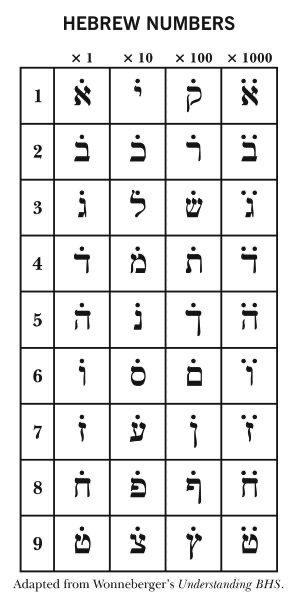 HEBREW NUMBERS
× 1 × 10 × 100 × 1000
1 א̇ י̇ ק̇ א̈
2 ב̇ כ̇ ר̇ ב̈
3 ג̇ ל̇ ש̇ ג̈
4 ד̇ מ̇ ת̇ ד̈
5 ה̇ נ̇ ך̇ ה̈
6 ו̇ ס̇ ם̇ ו̈
7 ז̇ ע̇ ן̇ ז̈
8 ח̇ פ̇ ף̇ ח̈
9 ט̇ צ̇ ץ̇ ט̈
Adapted from Wonneberger’s Understanding BHS.